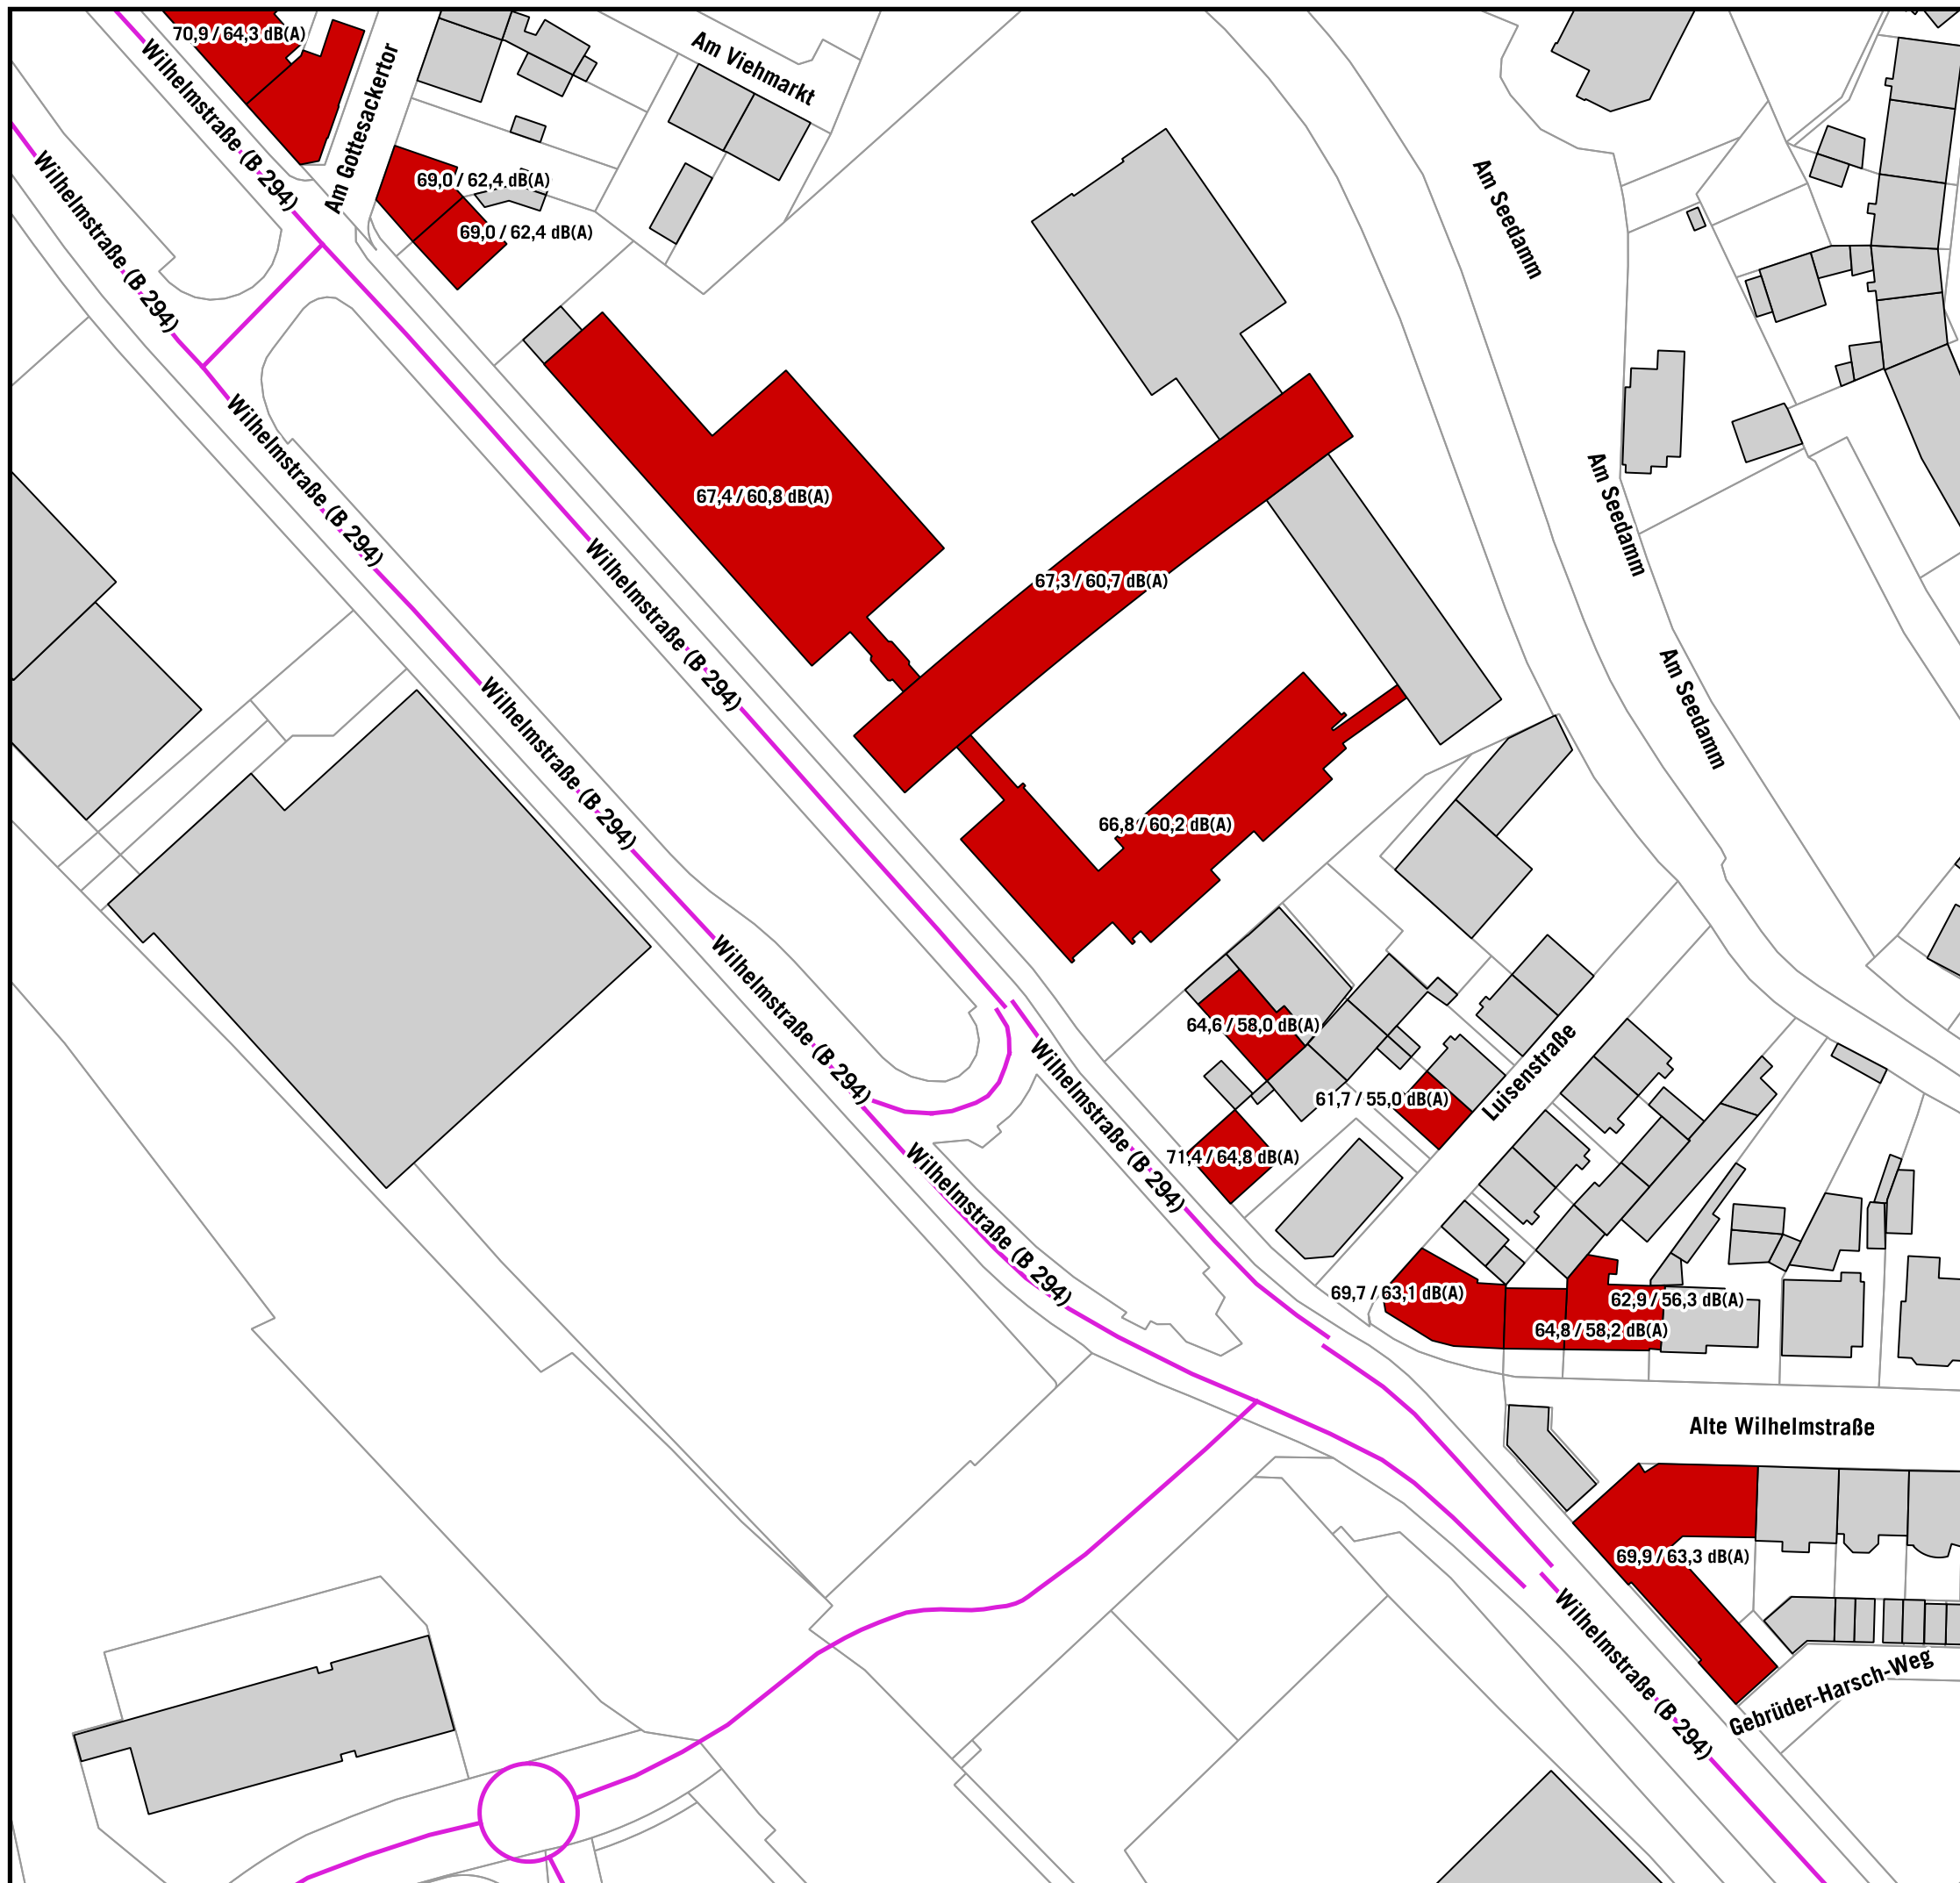 70,9 / 64,3 dB(A)
Wilhelmstraße (B 294)
Am Gottesackertor
Am Viehmarkt
Wilhelmstraße (B 294)
69,0 / 62,4 dB(A)
69,0 / 62,4 dB(A)
Am Seedamm
Wilhelmstraße (B 294)
67,4 / 60,8 dB(A)
Am Seedamm
Wilhelmstraße (B 294)
67,3 / 60,7 dB(A)
Am Seedamm
Wilhelmstraße (B 294)
66,8 / 60,2 dB(A)
Wilhelmstraße (B 294)
64,6 / 58,0 dB(A)
Luisenstraße
61,7 / 55,0 dB(A)
Wilhelmstraße (B 294)
71,4 / 64,8 dB(A)
Wilhelmstraße (B 294)
69,7 / 63,1 dB(A)
62,9 / 56,3 dB(A)
64,8 / 58,2 dB(A)
Alte Wilhelmstraße
69,9 / 63,3 dB(A)
Wilhelmstraße (B 294)
Gebrüder-Harsch-Weg